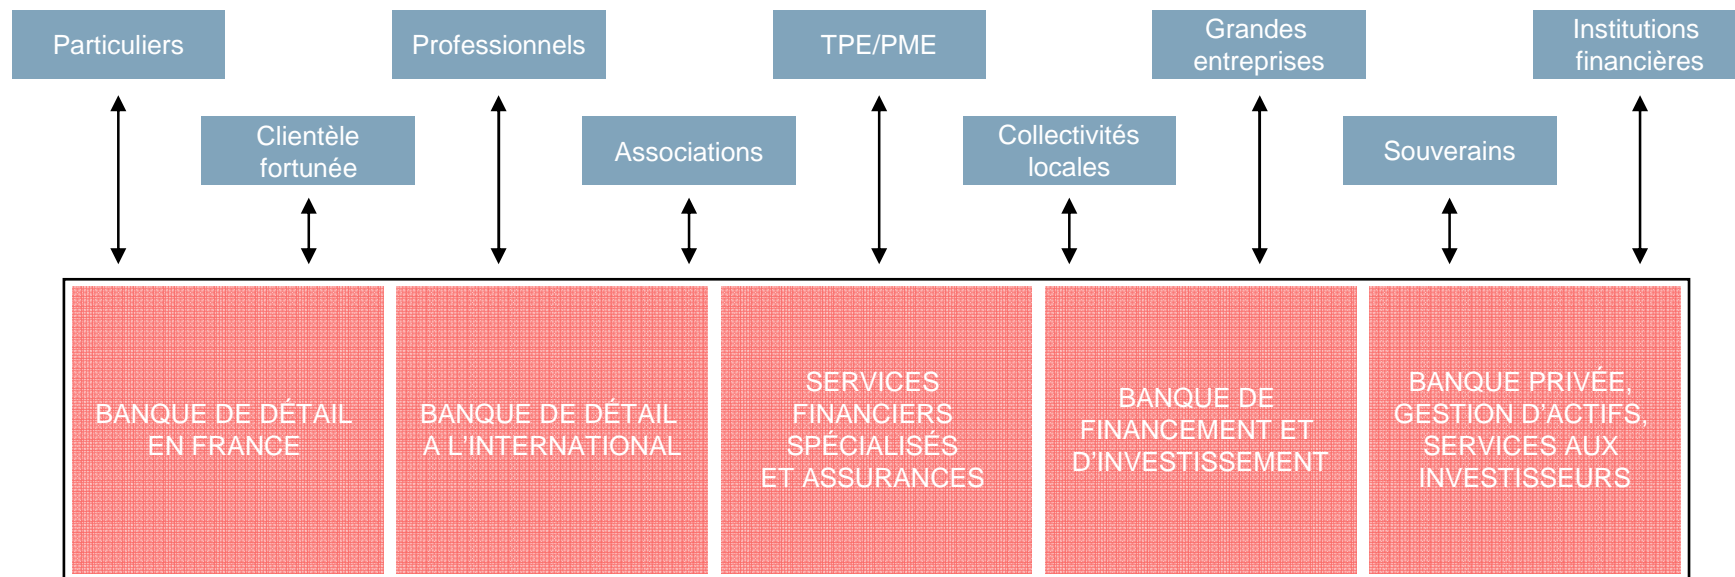 Particuliers
Professionnels
TPE/PME
Grandes
entreprises
Institutions
financières
Clientèle
fortunée
Associations
Collectivités
locales
Souverains
BANQUE DE DÉTAIL
EN FRANCE
BANQUE DE DÉTAIL
A L’INTERNATIONAL
SERVICES
FINANCIERS
SPÉCIALISÉS
ET ASSURANCES
BANQUE DE
FINANCEMENT ET
D’INVESTISSEMENT
BANQUE PRIVÉE,
GESTION D’ACTIFS,
SERVICES AUX
INVESTISSEURS